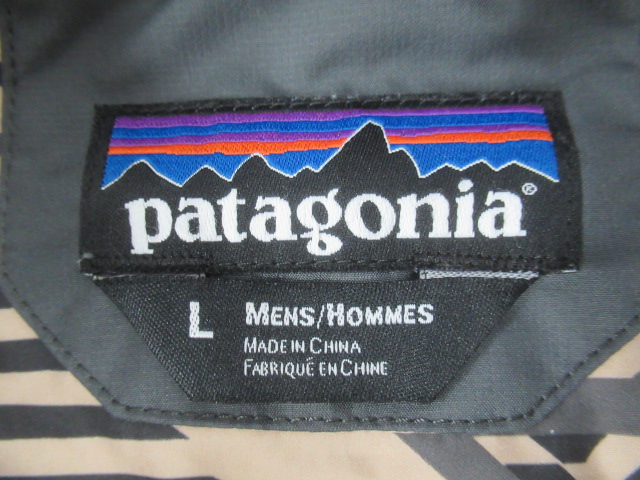 patagonia®
L MENS/HOMMES
MADE IN CHINA
FABRIQUÉ EN CHINE